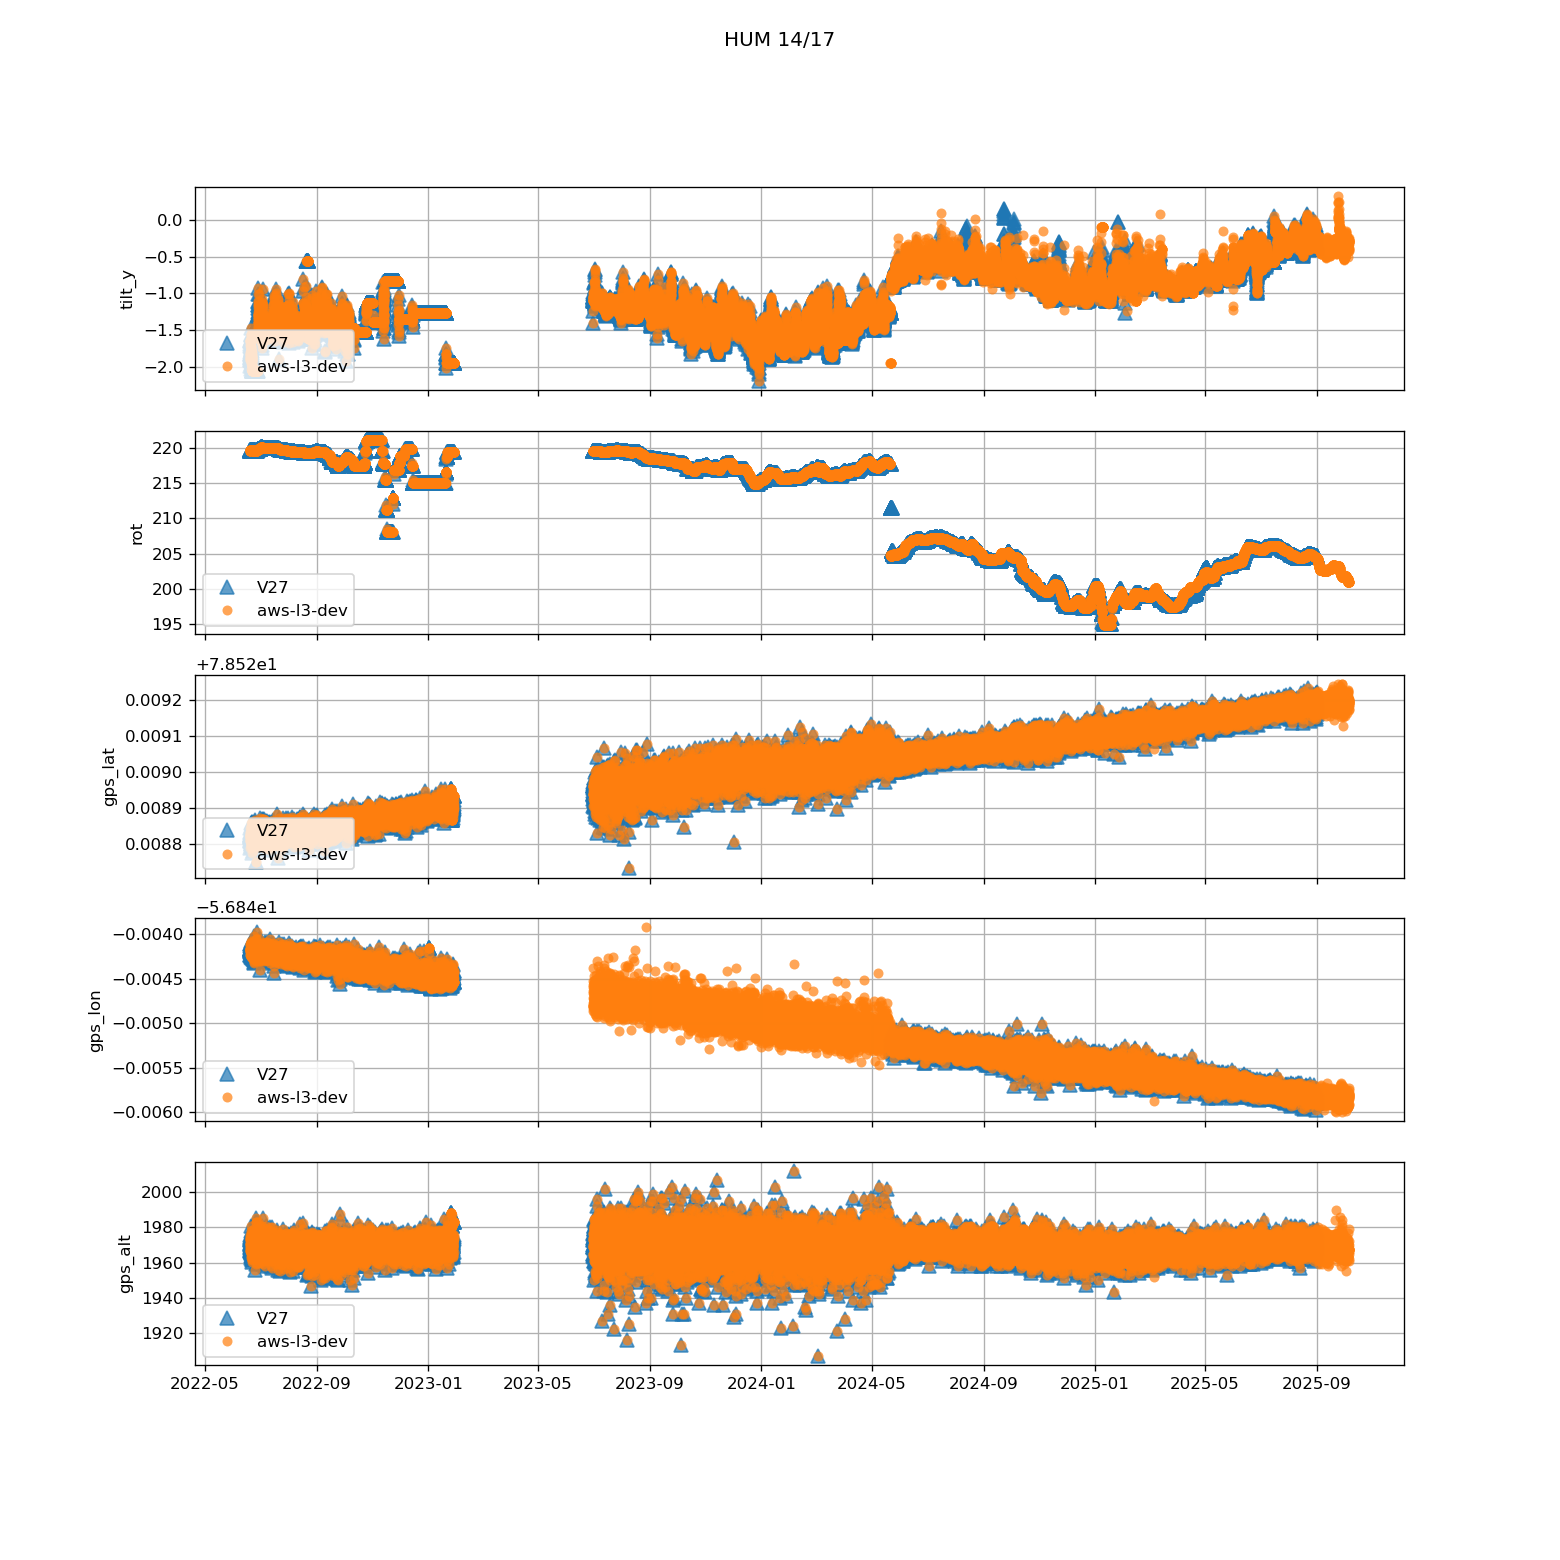 HUM 14/17
0.0
−0.5
−1.0
−1.5
−2.0
tilt_y
V27
aws-l3-dev
220
215
210
205
200
195
rot
V27
aws-l3-dev
+7.852e1
0.0092
0.0091
0.0090
0.0089
0.0088
gps_lat
V27
aws-l3-dev
−5.684e1
−0.0040
−0.0045
−0.0050
−0.0055
−0.0060
gps_lon
V27
aws-l3-dev
2000
1980
1960
1940
1920
gps_alt
V27
aws-l3-dev
2022-05 2022-09 2023-01 2023-05 2023-09 2024-01 2024-05 2024-09 2025-01 2025-05 2025-09